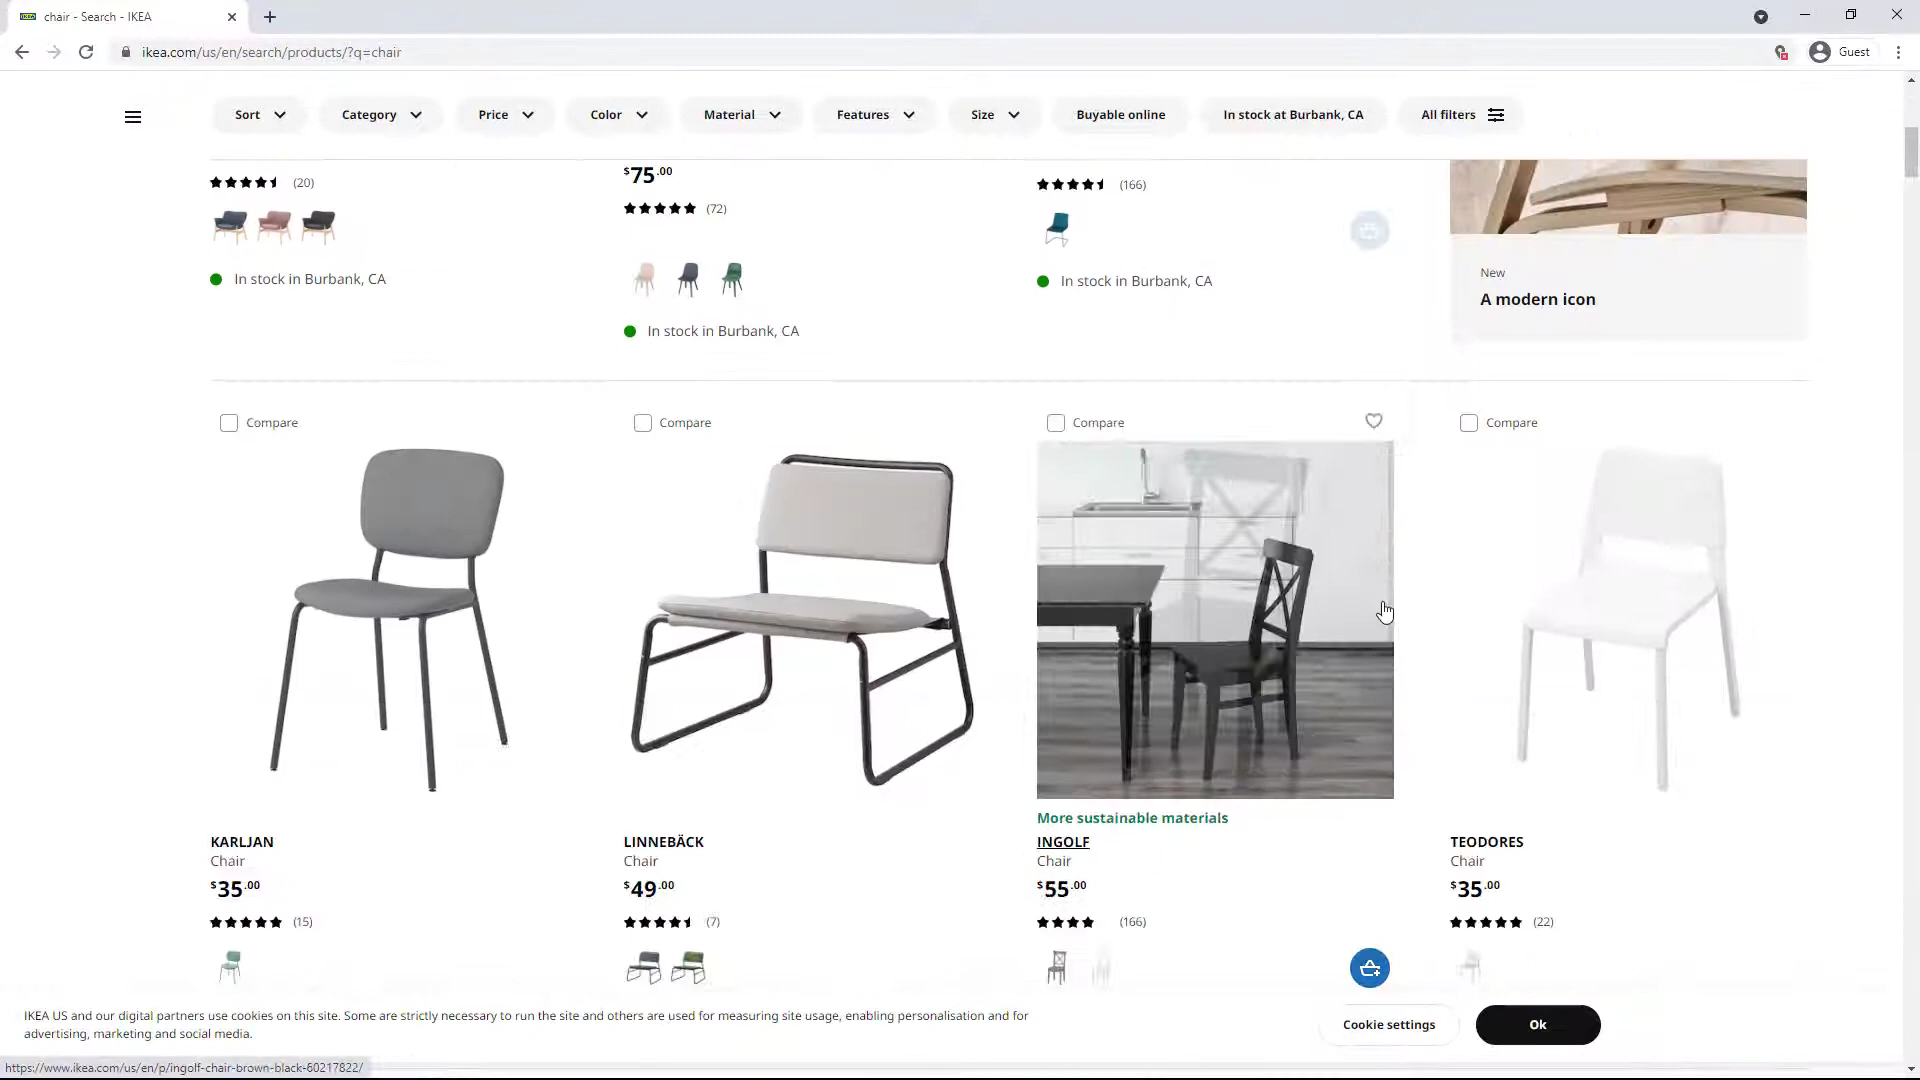 chair - Search - IKEA
ikea.com/us/en/search/products/?q=chair
Guest
Sort
Category
Price
Color
Material
Features
Size
Buyable online
In stock at Burbank, CA
All filters
(20)
In stock in Burbank, CA
$75.00
(72)
In stock in Burbank, CA
(166)
In stock in Burbank, CA
New
A modern icon
Compare
Compare
Compare
Compare
KARLJAN
Chair
$35.00
(15)
LINNEBÄCK
Chair
$49.00
(7)
More sustainable materials
INGOLF
Chair
$55.00
(166)
TEODORES
Chair
$35.00
(22)
IKEA US and our digital partners use cookies on this site. Some are strictly necessary to run the site and others are used for measuring site usage, enabling personalisation and for
advertising, marketing and social media.
Cookie settings
Ok
https://www.ikea.com/us/en/p/ingolf-chair-brown-black-60217822/